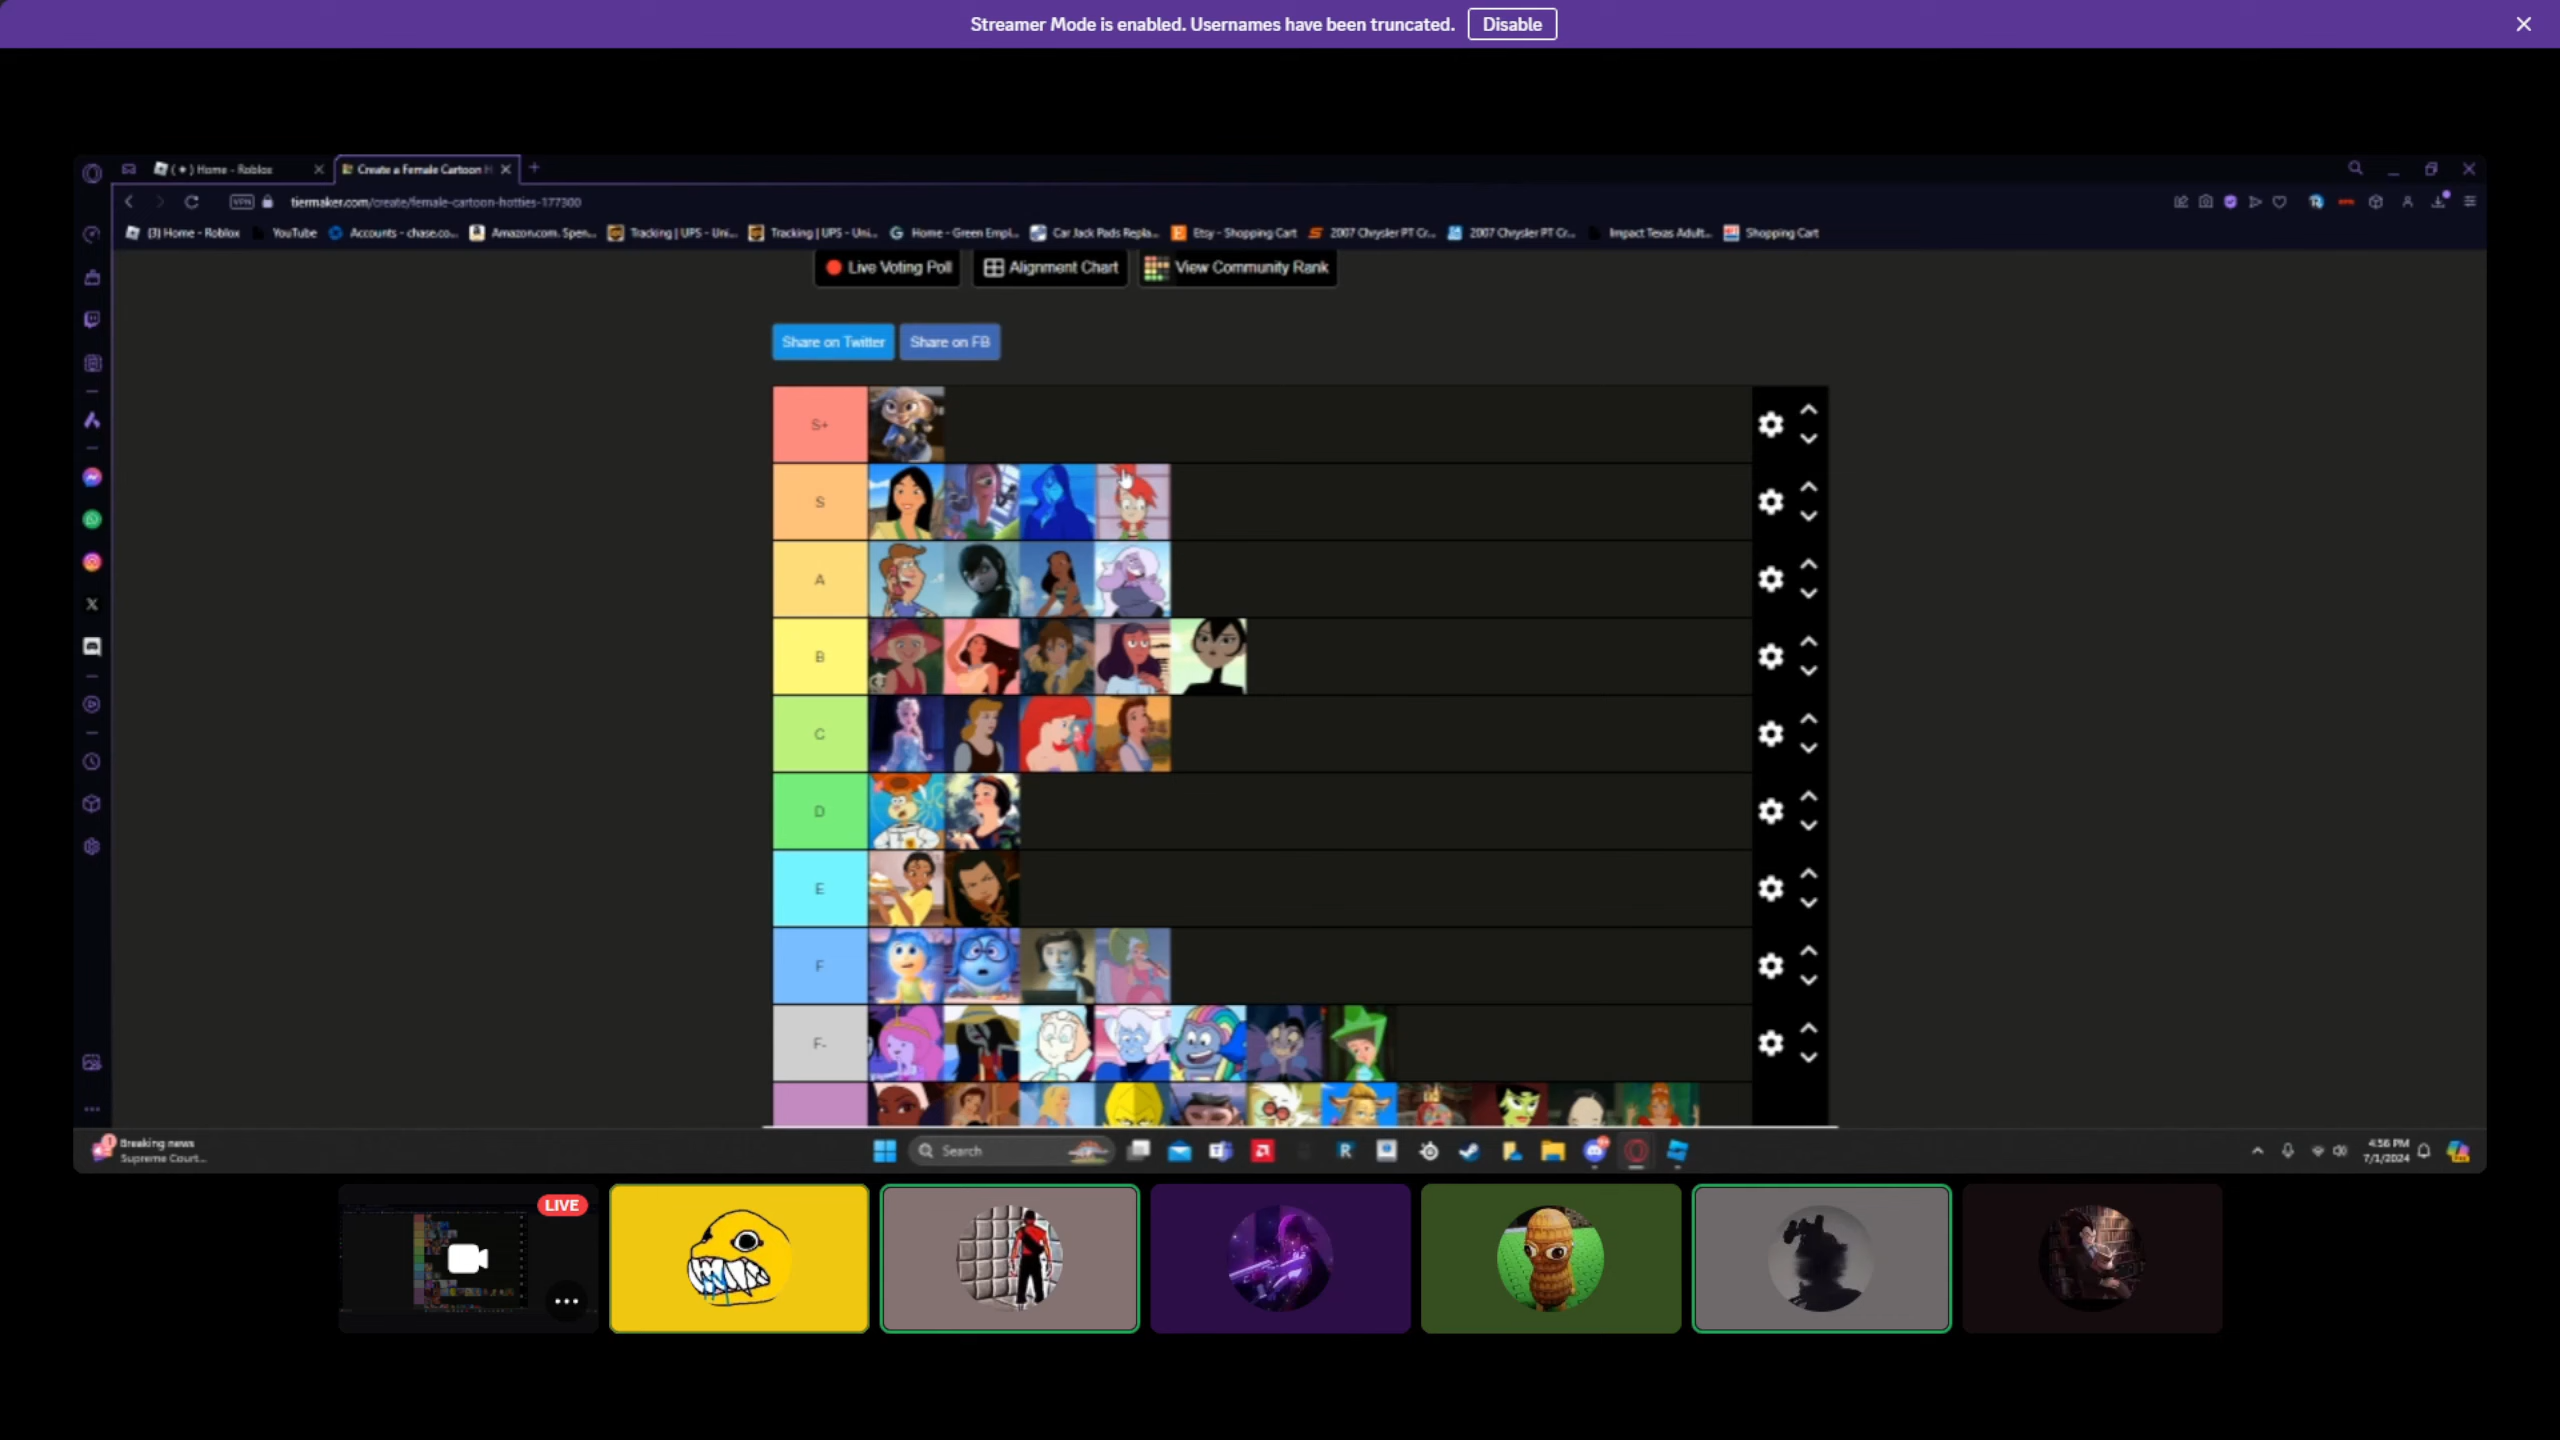 Streamer Mode is enabled. Usernames have been truncated. Disable
(+) Home - Roblox
Create a Female Cartoon H
VPN tiermaker.com/create/female-cartoon-hotties-177300
(3) Home - Roblox YouTube Accounts - chase.co... Amazon.com. Spen... Tracking | UPS - Uni... Tracking | UPS - Uni... Home - Green Empl... Car Jack Pads Repla... Etsy - Shopping Cart 2007 Chrysler PT Cr... 2007 Chrysler PT Cr... Impact Texas Adult... Shopping Cart
Live Voting Poll Alignment Chart View Community Rank
Share on Twitter Share on FB
S+
S
A
B
C
D
E
F
F-
Breaking news
Supreme Court...
Search
4:56 PM
7/1/2024
LIVE